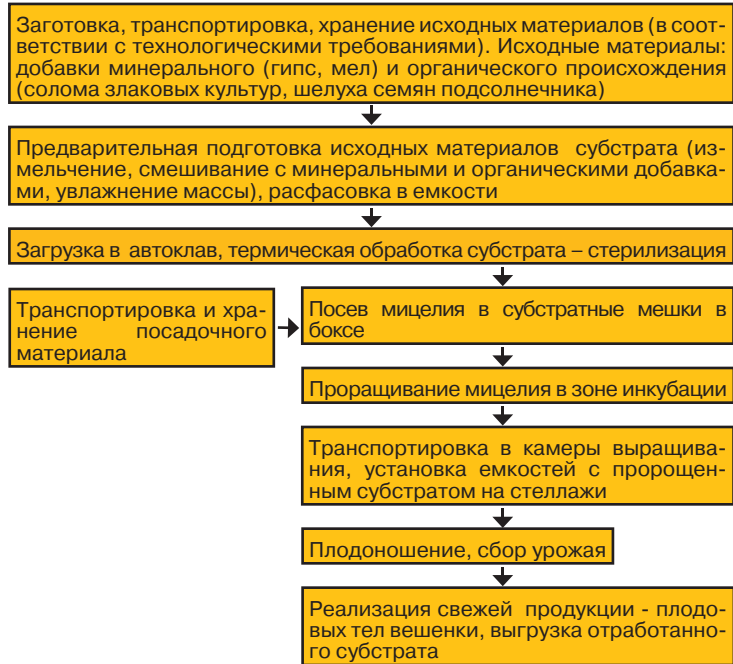 Заготовка, транспортировка, хранение исходных материалов (в соот-
ветствии с технологическими требованиями). Исходные материалы:
добавки минерального (гипс, мел) и органического происхождения
(солома злаковых культур, шелуха семян подсолнечника)
Предварительная подготовка исходных материалов субстрата (из-
мельчение, смешивание с минеральными и органическими добавка-
ми, увлажнение массы), расфасовка в емкости
Загрузка в автоклав, термическая обработка субстрата – стерилизация
Транспортировка и хра-
нение посадочного
материала
Посев мицелия в субстратные мешки в
боксе
Проращивание мицелия в зоне инкубации
Транспортировка в камеры выращива-
ния, установка емкостей с пророщен-
ным субстратом на стеллажи
Плодоношение, сбор урожая
Реализация свежей продукции - плодо-
вых тел вешенки, выгрузка отработанно-
го субстрата